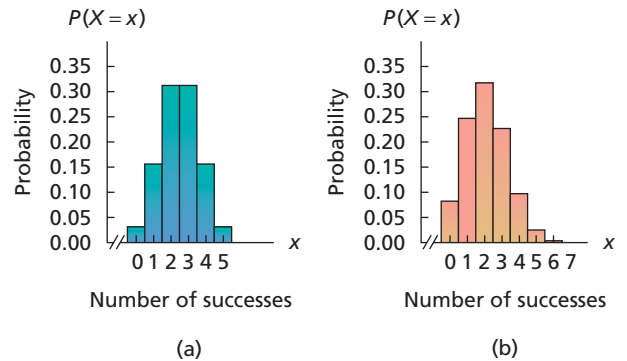 P(X = x)
Probability
0.35
0.30
0.25
0.20
0.15
0.10
0.05
0.00
0 1 2 3 4 5
x
Number of successes
(a)
P(X = x)
Probability
0.35
0.30
0.25
0.20
0.15
0.10
0.05
0.00
0 1 2 3 4 5 6 7
x
Number of successes
(b)